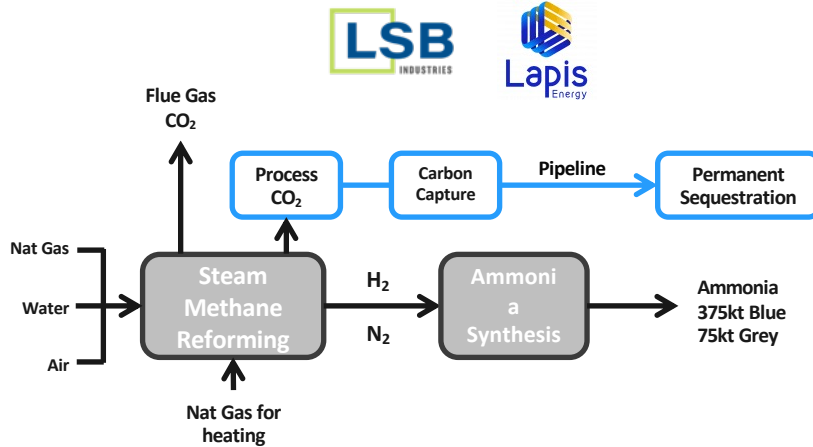 LSB
INDUSTRIES
Lapis
Energy
Flue Gas
CO₂
Process
CO₂
Carbon
Capture
Pipeline
Permanent
Sequestration
Nat Gas
Water
Air
Steam
Methane
Reforming
H₂
N₂
Ammoni
a
Synthesis
Ammonia
375kt Blue
75kt Grey
Nat Gas for
heating